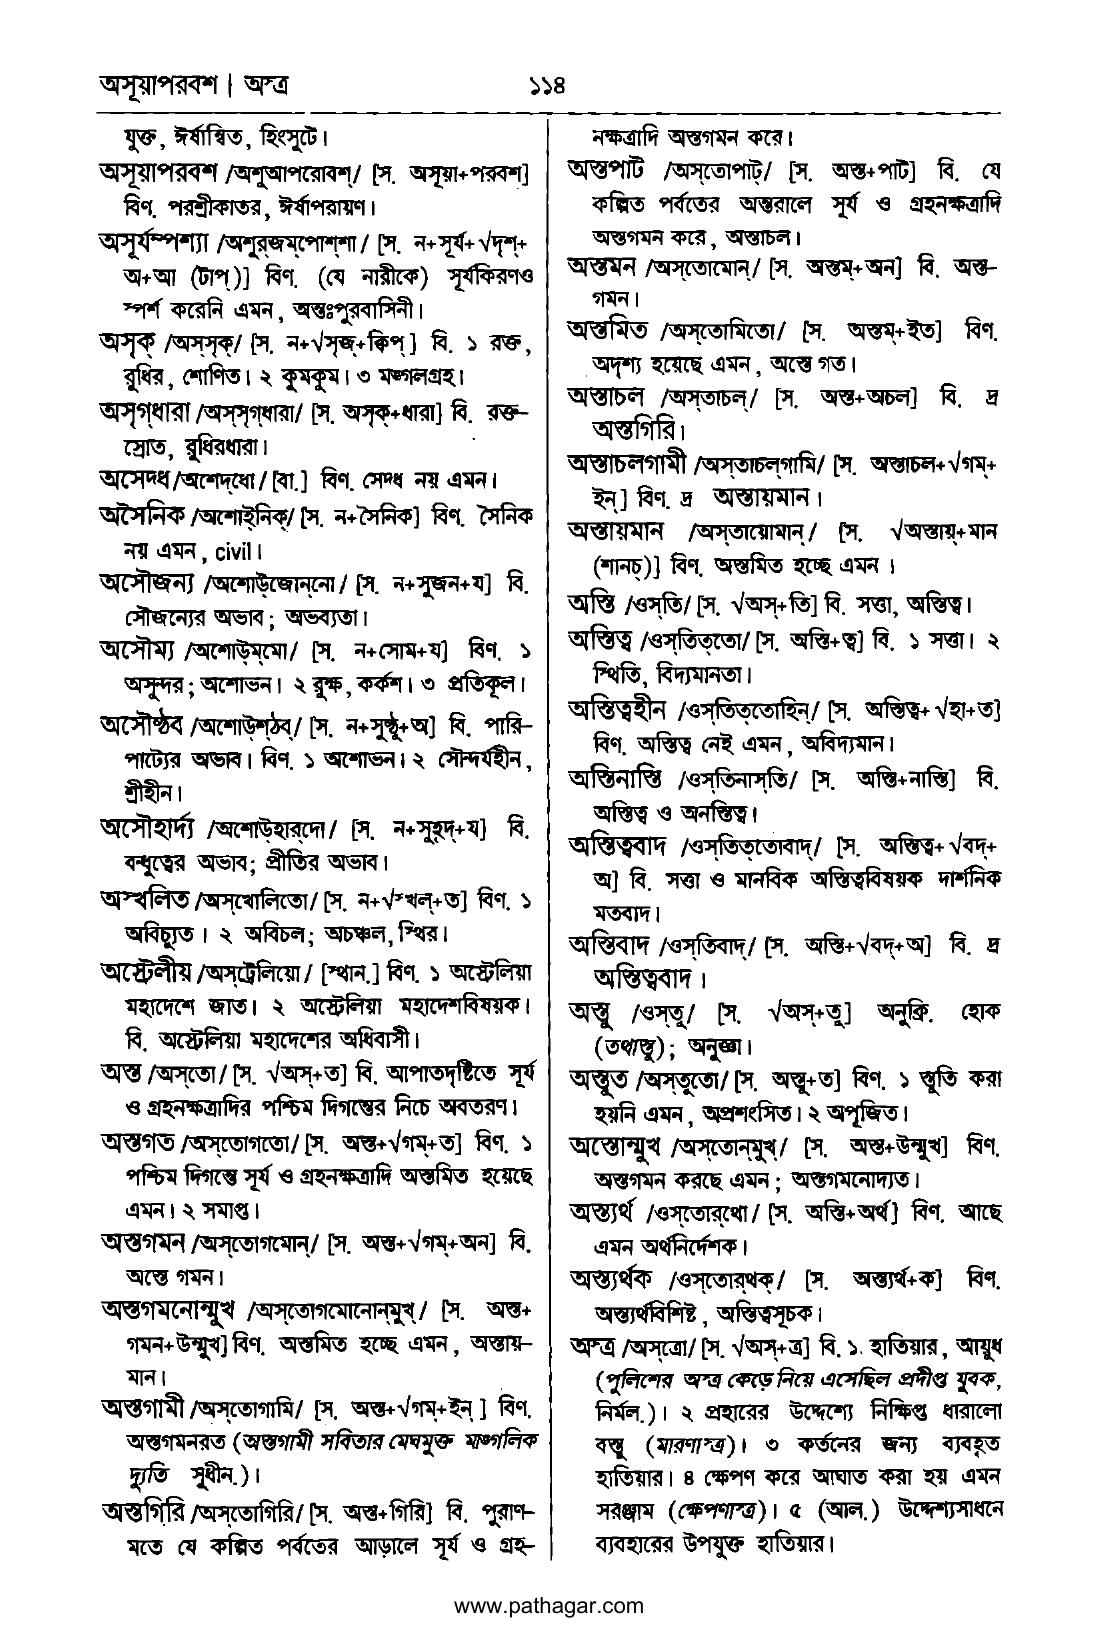 অসূয়াপরবশ | অস্ত্র ১১৪
যুক্ত, ঈর্ষান্বিত, হিংসুটে।
অসূয়াপরবশ /অশুআপরোবশ্/ [স. অসূয়া+পরবশ]
বিণ. পরশ্রীকাতর, ঈর্ষাপরায়ণ।
অসূর্যম্পশ্যা /অশুর্‌জম্‌পোশ্‌শা/ [স. ন+সূর্য+√দৃশ্+
অ+আ (টাপ্)] বিণ. (যে নারীকে) সূর্যকিরণও
স্পর্শ করেনি এমন, অন্তঃপুরবাসিনী।
অসৃক্ /অস্‌সৃক্/ [স. ন+√সৃজ্+ক্বিপ্] বি. ১ রক্ত,
রুধির, শোণিত। ২ কুমকুম। ৩ মঙ্গলগ্রহ।
অসৃগ্‌ধারা /অস্‌সৃগ্‌ধারা/ [স. অসৃক্+ধারা] বি. রক্ত–
স্রোত, রুধিরধারা।
অসেদ্ধ /অশেদ্‌ধো/ [বা.] বিণ. সেদ্ধ নয় এমন।
অসৈনিক /অশোই্‌নিক্/ [স. ন+সৈনিক] বিণ. সৈনিক
নয় এমন, civil।
অসৌজন্য /অশোউ্‌জোন্‌নো/ [স. ন+সুজন+য] বি.
সৌজন্যের অভাব; অভব্যতা।
অসৌম্য /অশোউ্‌ম্‌মো/ [স. ন+সোম+য] বিণ. ১
অসুন্দর; অশোভন। ২ রুক্ষ, কর্কশ। ৩ প্রতিকূল।
অসৌষ্ঠব /অশোউ্‌শ্‌ঠব্/ [স. ন+সুষ্ঠু+অ] বি. পারি–
পাট্যের অভাব। বিণ. ১ অশোভন। ২ সৌন্দর্যহীন,
শ্রীহীন।
অসৌহার্দ্য /অশোউ্‌হার্‌দো/ [স. ন+সুহৃদ্+য] বি.
বন্ধুত্বের অভাব; প্রীতির অভাব।
অস্খলিত /অস্‌খোলিতো/ [স. ন+√স্খল্+ত] বিণ. ১
অবিচ্যুত। ২ অবিচল; অচঞ্চল, স্থির।
অস্ট্রেলীয় /অস্‌ট্রেলিয়ো/ [স্থান.] বিণ. ১ অস্ট্রেলিয়া
মহাদেশে জাত। ২ অস্ট্রেলিয়া মহাদেশবিষয়ক।
বি. অস্ট্রেলিয়া মহাদেশের অধিবাসী।
অস্ত /অস্‌তো/ [স. √অস্+ত] বি. আপাতদৃষ্টিতে সূর্য
ও গ্রহনক্ষত্রাদির পশ্চিম দিগন্তের নিচে অবতরণ।
অস্তগত /অস্‌তোগতো/ [স. অস্ত+√গম্+ত] বিণ. ১
পশ্চিম দিগন্তে সূর্য ও গ্রহনক্ষত্রাদি অস্তমিত হয়েছে
এমন। ২ সমাপ্ত।
অস্তগমন /অস্‌তোগমোন্/ [স. অস্ত+√গম্+অন] বি.
অস্তে গমন।
অস্তগমনোন্মুখ /অস্‌তোগমোনোন্‌মুখ্/ [স. অস্ত+
গমন+উন্মুখ] বিণ. অস্তমিত হচ্ছে এমন, অস্তায়–
মান।
অস্তগামী /অস্‌তোগামি/ [স. অস্ত+√গম্+ইন্ ] বিণ.
অস্তগমনরত (অস্তগামী সবিতার মেঘমুক্ত মাঙ্গলিক
দ্যুতি সুধীন.)।
অস্তগিরি /অস্‌তোগিরি/ [স. অস্ত+গিরি] বি. পুরাণ–
মতে যে কল্পিত পর্বতের আড়ালে সূর্য ও গ্রহ–
নক্ষত্রাদি অস্তগমন করে।
অস্তপাট /অস্‌তোপাট্/ [স. অস্ত+পাট] বি. যে
কল্পিত পর্বতের অন্তরালে সূর্য ও গ্রহনক্ষত্রাদি
অস্তগমন করে, অস্তাচল।
অস্তমন /অস্‌তোমোন্/ [স. অস্তম্+অন] বি. অস্ত–
গমন।
অস্তমিত /অস্‌তোমিতো/ [স. অস্তম্+ইত] বিণ.
অদৃশ্য হয়েছে এমন, অস্তে গত।
অস্তাচল /অস্‌তাচল্/ [স. অস্ত+অচল] বি. দ্র
অস্তগিরি।
অস্তাচলগামী /অস্‌তাচল্‌গামি/ [স. অস্তাচল+√গম্+
ইন্] বিণ. দ্র অস্তায়মান।
অস্তায়মান /অস্‌তায়োমান্/ [স. √অস্তায়্+মান
(শানচ্)] বিণ. অস্তমিত হচ্ছে এমন।
অস্তি /ওস্‌তি/ [স. √অস্+তি] বি. সত্তা, অস্তিত্ব।
অস্তিত্ব /ওস্‌তিত্‌তো/ [স. অস্তি+ত্ব] বি. ১ সত্তা। ২
স্থিতি, বিদ্যমানতা।
অস্তিত্বহীন /ওস্‌তিত্‌তোহিন্/ [স. অস্তিত্ব+√হা+ত]
বিণ. অস্তিত্ব নেই এমন, অবিদ্যমান।
অস্তিনাস্তি /ওস্‌তিনাস্‌তি/ [স. অস্তি+নাস্তি] বি.
অস্তিত্ব ও অনস্তিত্ব।
অস্তিত্ববাদ /ওস্‌তিত্‌তোবাদ্/ [স. অস্তিত্ব+√বদ্+
অ] বি. সত্তা ও মানবিক অস্তিত্ববিষয়ক দার্শনিক
মতবাদ।
অস্তিবাদ /ওস্‌তিবাদ্/ [স. অস্তি+√বদ্+অ] বি. দ্র
অস্তিত্ববাদ।
অস্তু /ওস্‌তু/ [স. √অস্+তু] অনুক্রি. হোক
(তথাস্তু); অনুজ্ঞা।
অস্তুত /অস্‌তুতো/ [স. অস্তু+ত] বিণ. ১ স্তুতি করা
হয়নি এমন, অপ্রশংসিত। ২ অপূজিত।
অস্তোন্মুখ /অস্‌তোন্‌মুখ্/ [স. অস্ত+উন্মুখ] বিণ.
অস্তগমন করছে এমন; অস্তগমনোদ্যত।
অস্ত্যর্থ /ওস্‌তোর্‌থো/ [স. অস্তি+অর্থ] বিণ. আছে
এমন অর্থনির্দেশক।
অস্ত্যর্থক /ওস্‌তোর্‌থক্/ [স. অস্ত্যর্থ+ক] বিণ.
অস্ত্যর্থবিশিষ্ট, অস্তিত্বসূচক।
অস্ত্র /অস্‌ত্রো/ [স. √অস্+ত্র] বি. ১. হাতিয়ার, আয়ুধ
(পুলিশের অস্ত্র কেড়ে নিয়ে এসেছিল প্রদীপ্ত যুবক,
নির্মল.)। ২ প্রহারের উদ্দেশ্যে নিক্ষিপ্ত ধারালো
বস্তু (মারণাস্ত্র)। ৩ কর্তনের জন্য ব্যবহৃত
হাতিয়ার। ৪ ক্ষেপণ করে আঘাত করা হয় এমন
সরঞ্জাম (ক্ষেপণাস্ত্র)। ৫ (আল.) উদ্দেশ্যসাধনে
ব্যবহারের উপযুক্ত হাতিয়ার।
www.pathagar.com